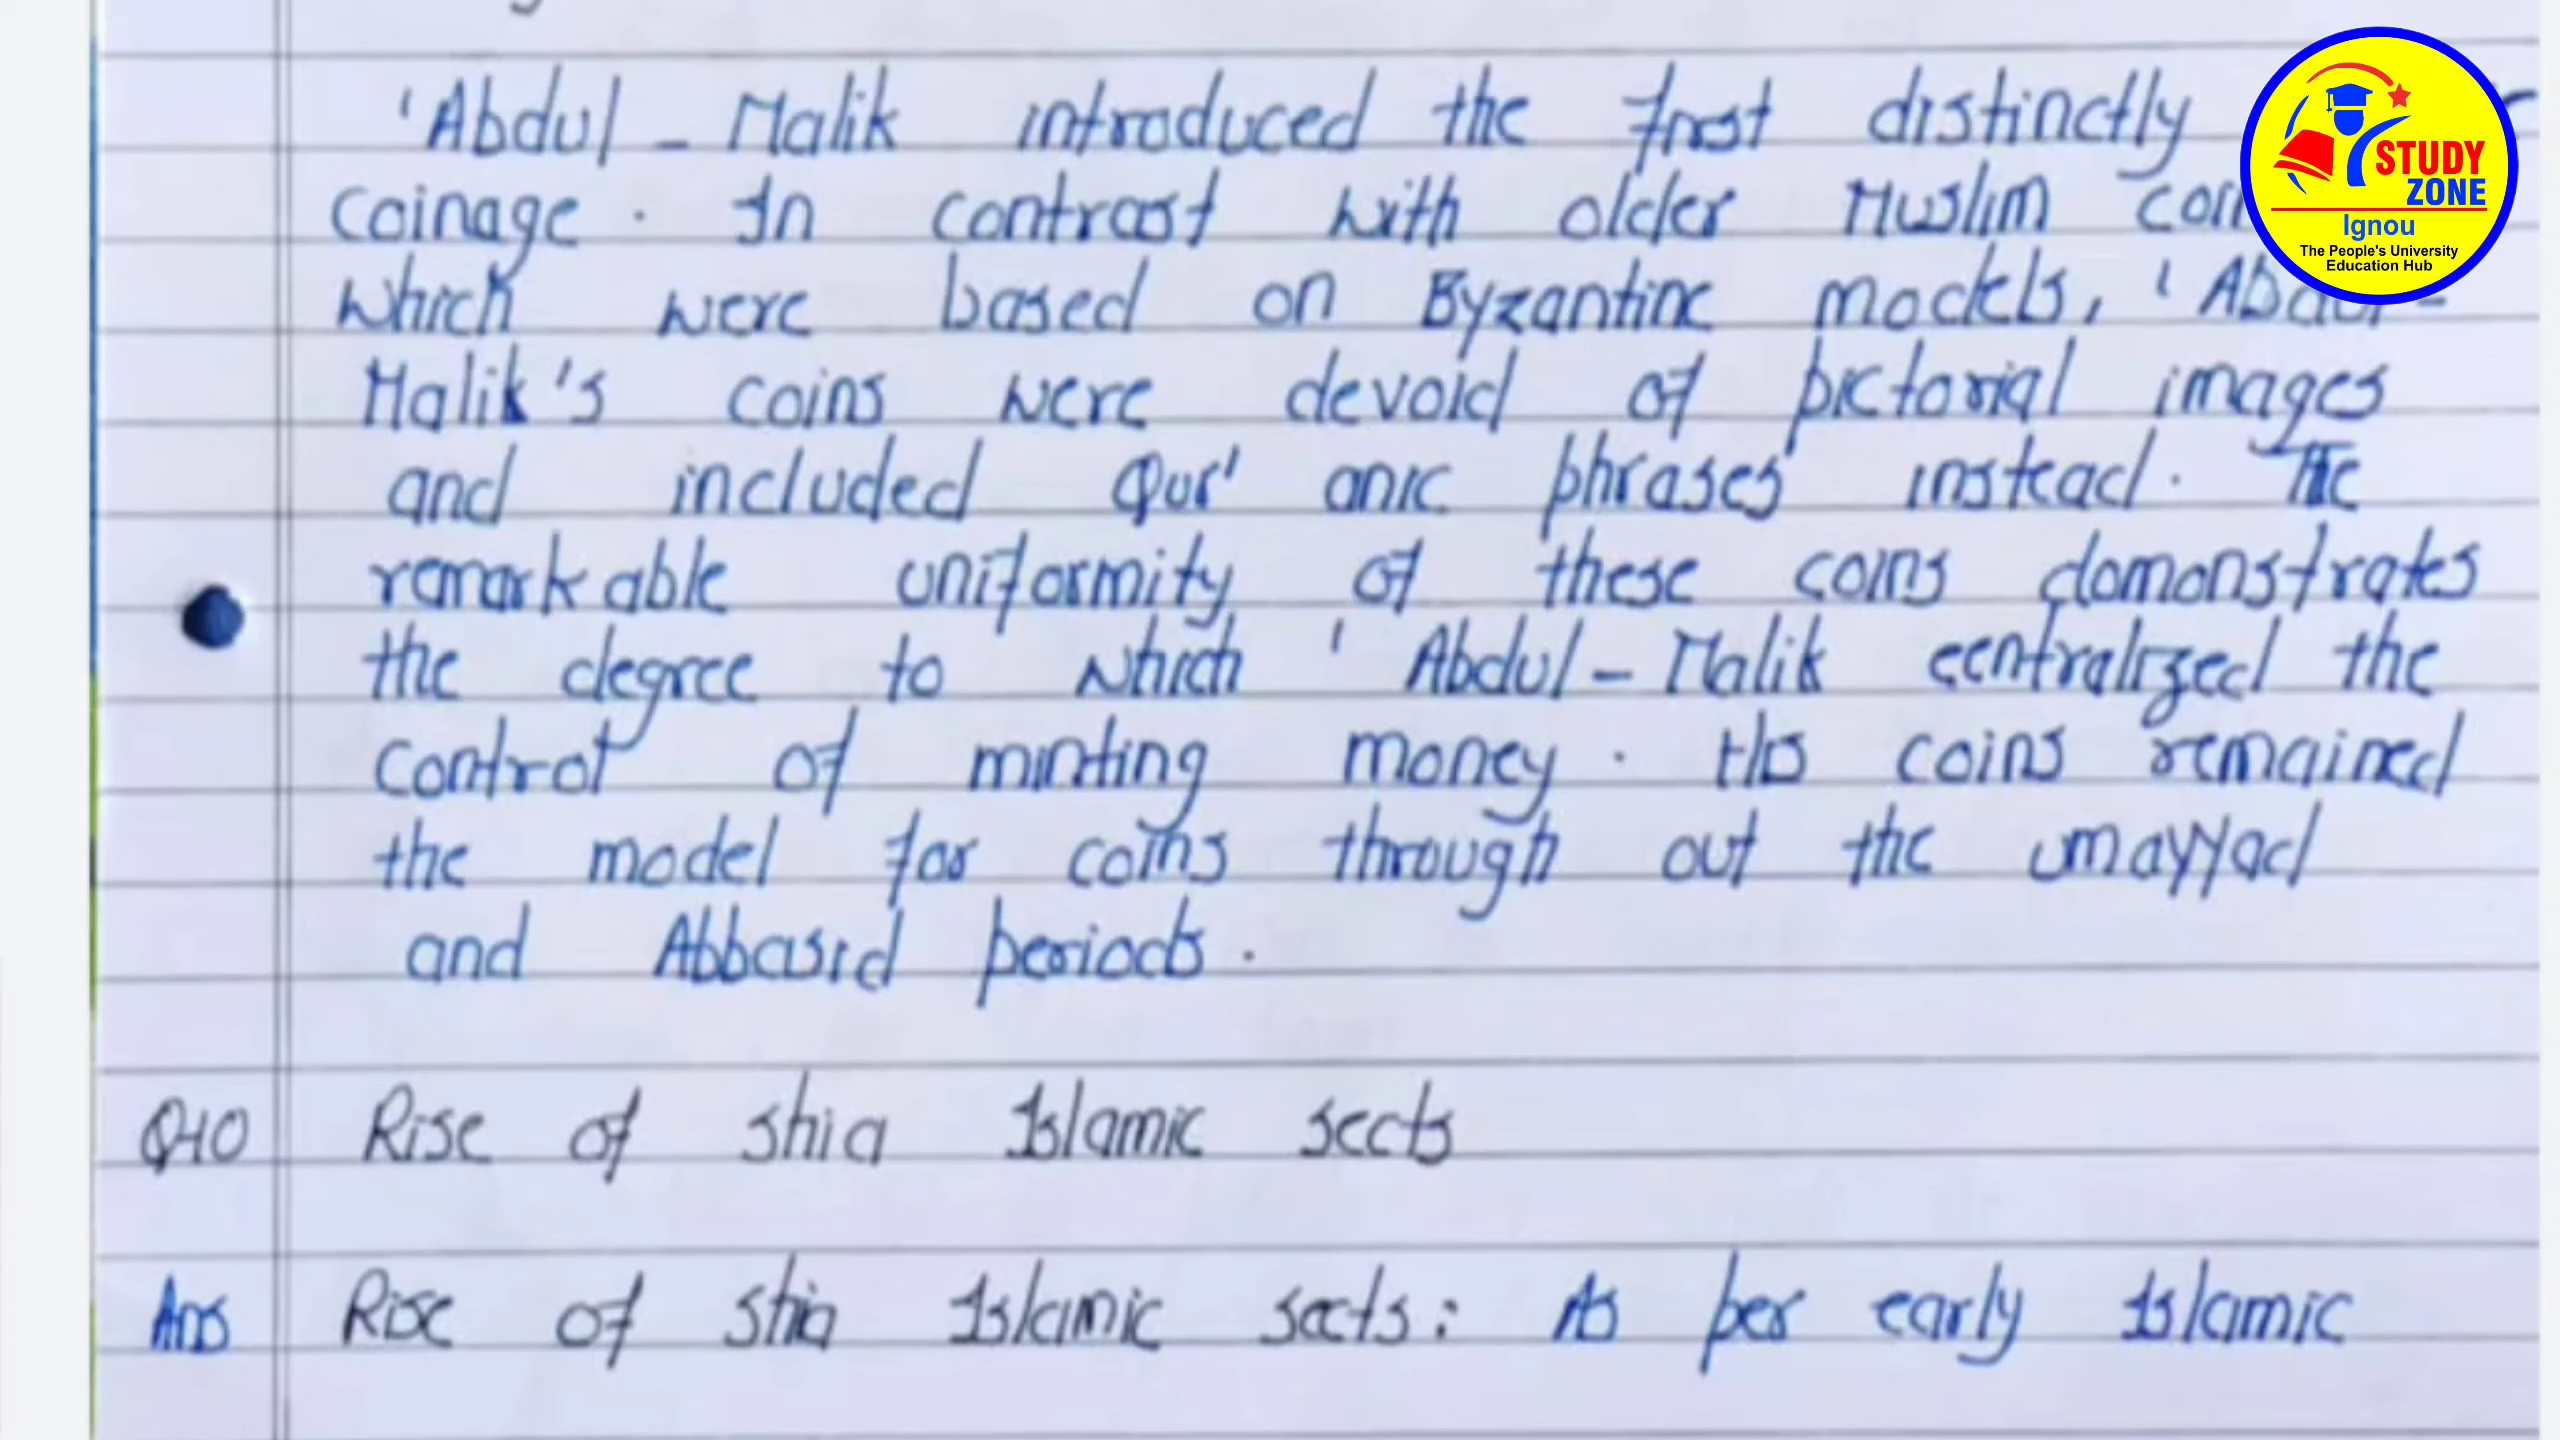 'Abdul - Malik introduced the first distinctly
coinage. In contrast with older Muslim
which were based on Byzantine models, 'Abdul-
Malik's coins were devoid of pictorial images
and included Qur' anic phrases instead. The
remarkable uniformity of these coins domonstrates
the degree to which 'Abdul-Malik centralized the
control of minting money. His coins remained
the model for coins through out the umayyad
and Abbasid periods.
Q10 Rise of shia Islamic sects
Ans Rise of shia Islamic sects: As per early Islamic
STUDY
ZONE
Ignou
The People's University
Education Hub